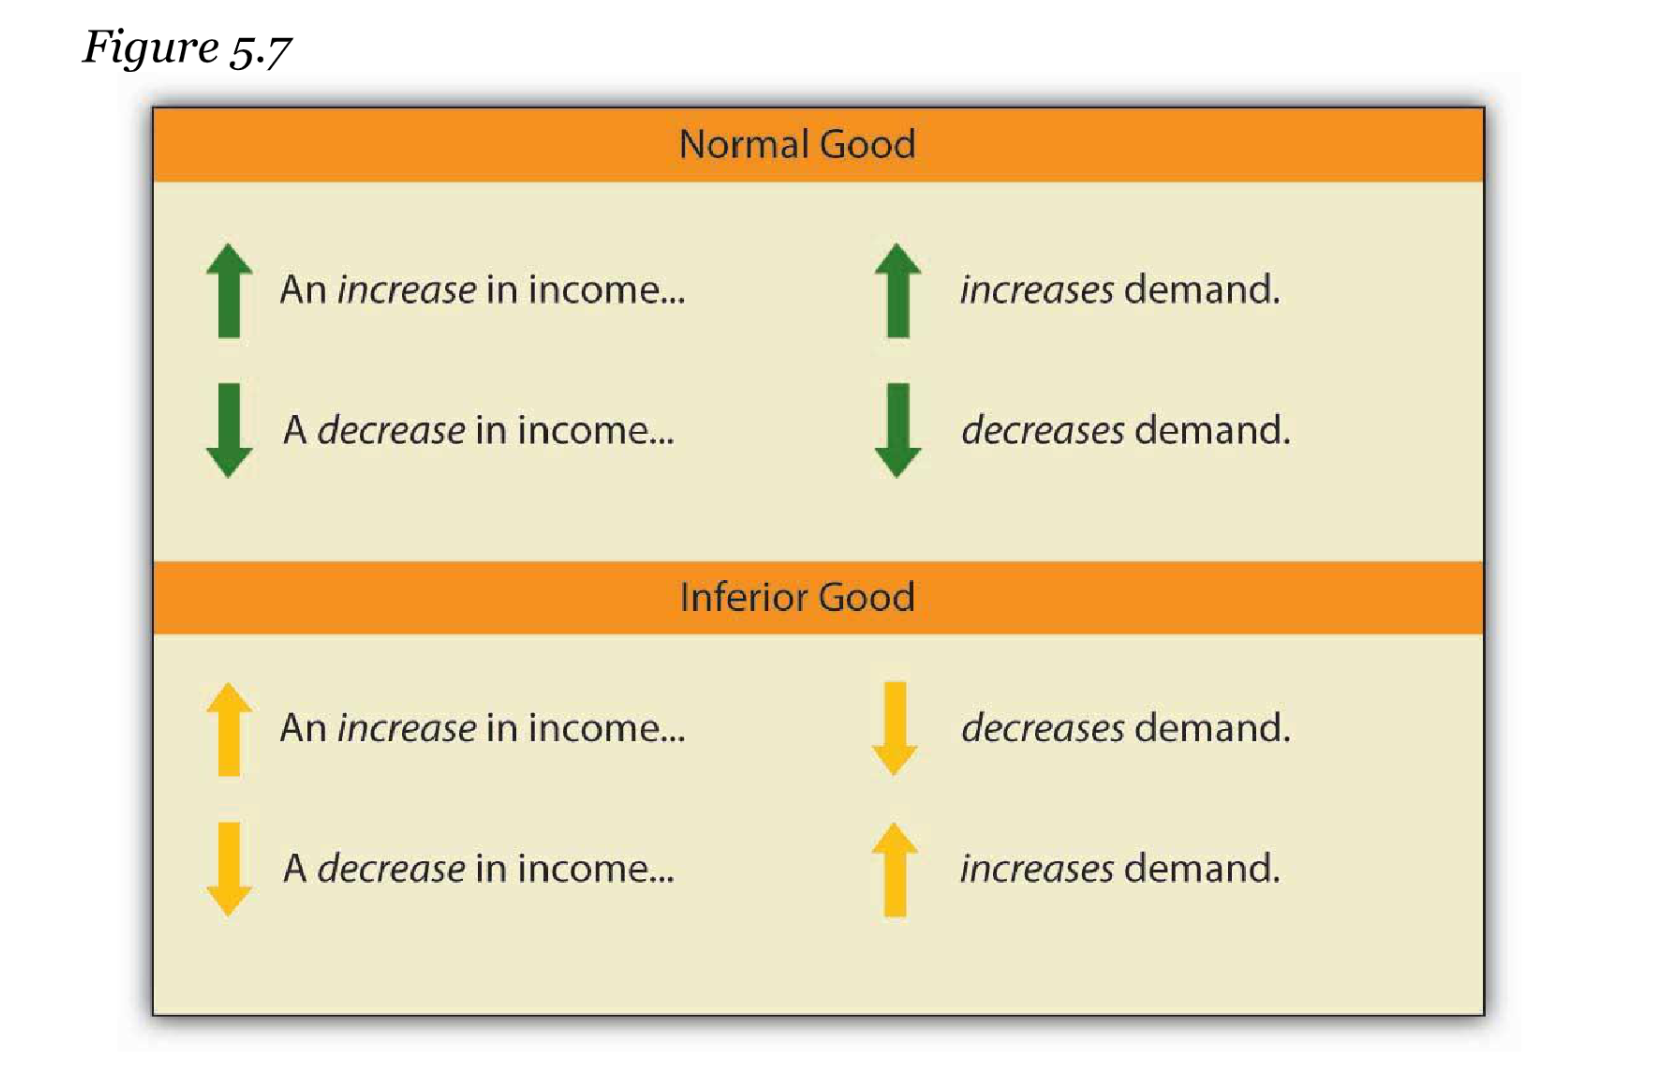 Figure 5.7
Normal Good
An increase in income... increases demand.
A decrease in income... decreases demand.
Inferior Good
An increase in income... decreases demand.
A decrease in income... increases demand.